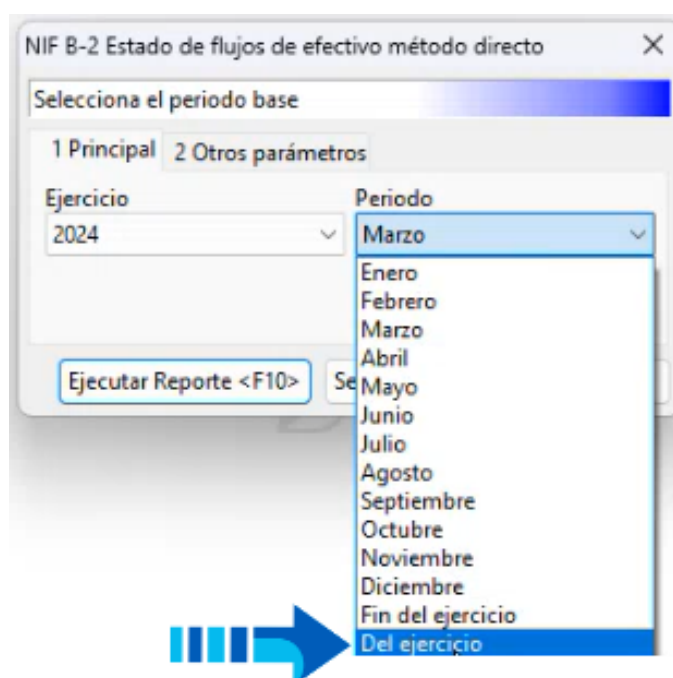 NIF B-2 Estado de flujos de efectivo método directo
Selecciona el periodo base
1 Principal 2 Otros parámetros
Ejercicio Periodo
2024 Marzo
Enero
Febrero
Marzo
Abril
Ejecutar Reporte <F10>
Mayo
Junio
Julio
Agosto
Septiembre
Octubre
Noviembre
Diciembre
Fin del ejercicio
Del ejercicio